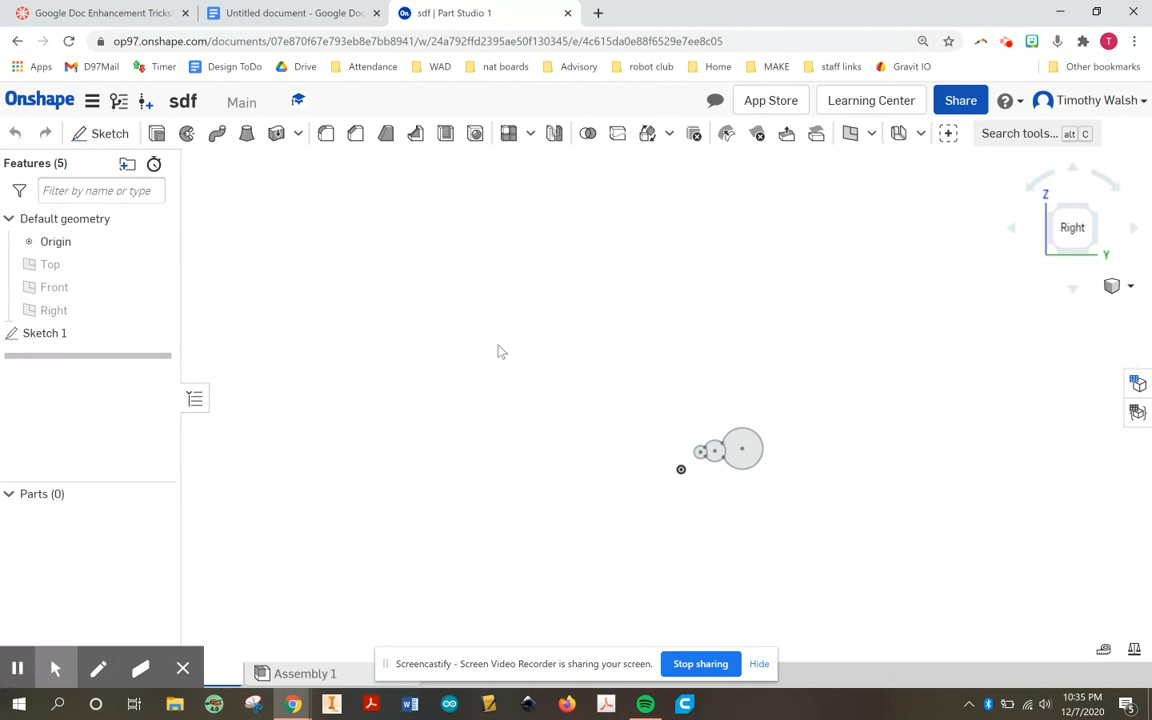 Google Doc Enhancement Tricks
Untitled document - Google Doc
sdf | Part Studio 1
op97.onshape.com/documents/07e870f67e793eb8e7bb8941/w/24a792ffd2395ae50f130345/e/4c615da0e88f6529e7ee8c05
T
Apps
D97Mail
Timer
Design ToDo
Drive
Attendance
WAD
nat boards
Advisory
robot club
Home
MAKE
staff links
Gravit IO
Other bookmarks
Onshape
sdf
Main
App Store
Learning Center
Share
Timothy Walsh
Sketch
Search tools... alt C
Features (5)
Filter by name or type
Default geometry
Origin
Top
Front
Right
Sketch 1
Z
Right
Y
Parts (0)
Assembly 1
Screencastify - Screen Video Recorder is sharing your screen.
Stop sharing
Hide
10:35 PM
12/7/2020
5